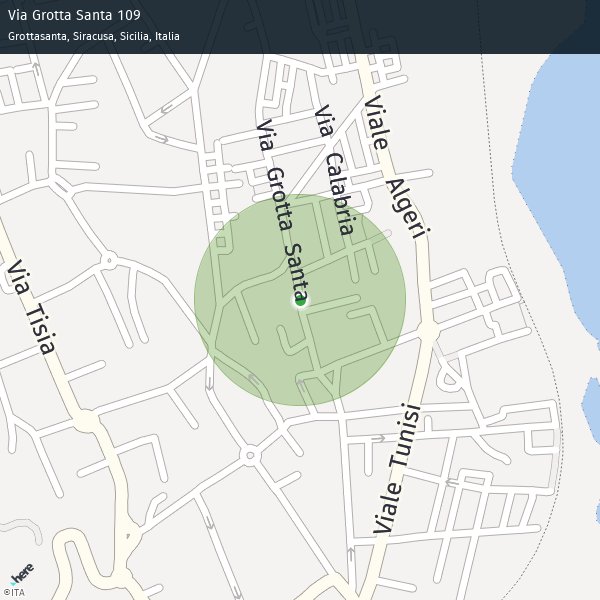 Via Grotta Santa 109
Grottasanta, Siracusa, Sicilia, Italia
Viale Algeri
Via Calabria
Via Grotta Santa
Via Tisia
Viale Tunisi
here
©ITA